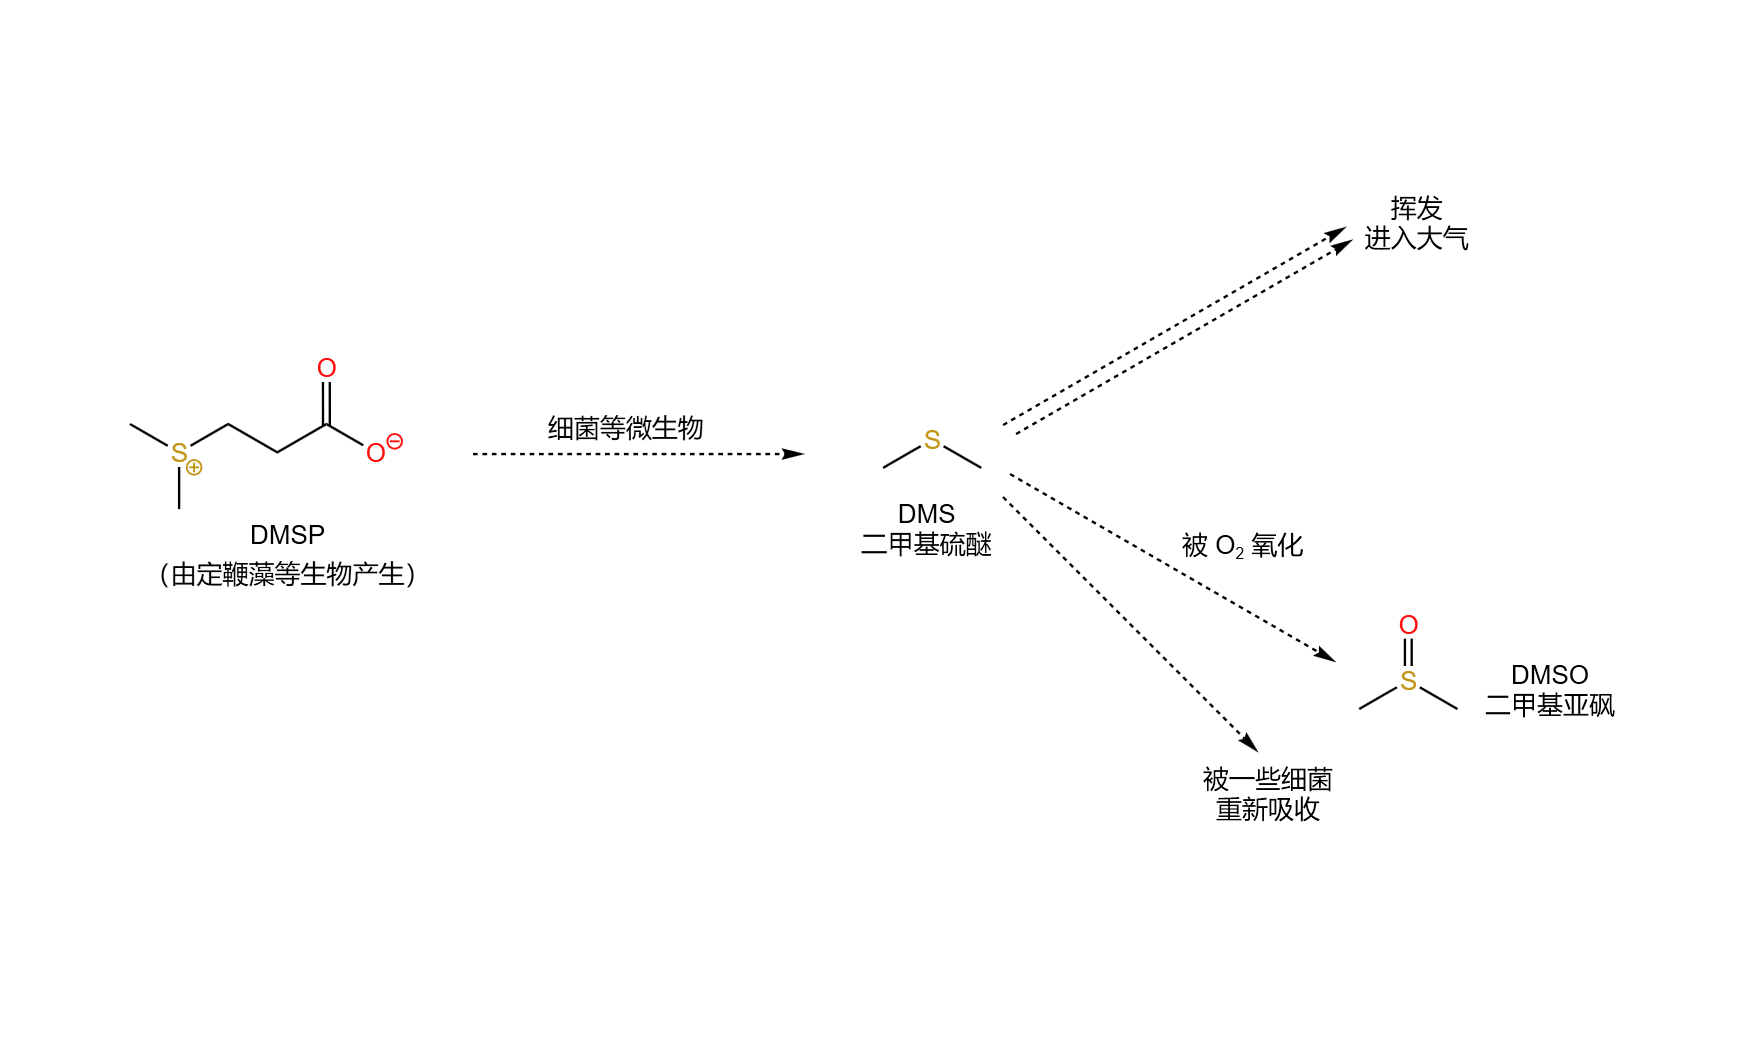 挥发
进入大气
O
O⊖
S⊕
细菌等微生物
S
DMSP
（由定鞭藻等生物产生）
DMS
二甲基硫醚
被 O₂ 氧化
O
S
DMSO
二甲基亚砜
被一些细菌
重新吸收